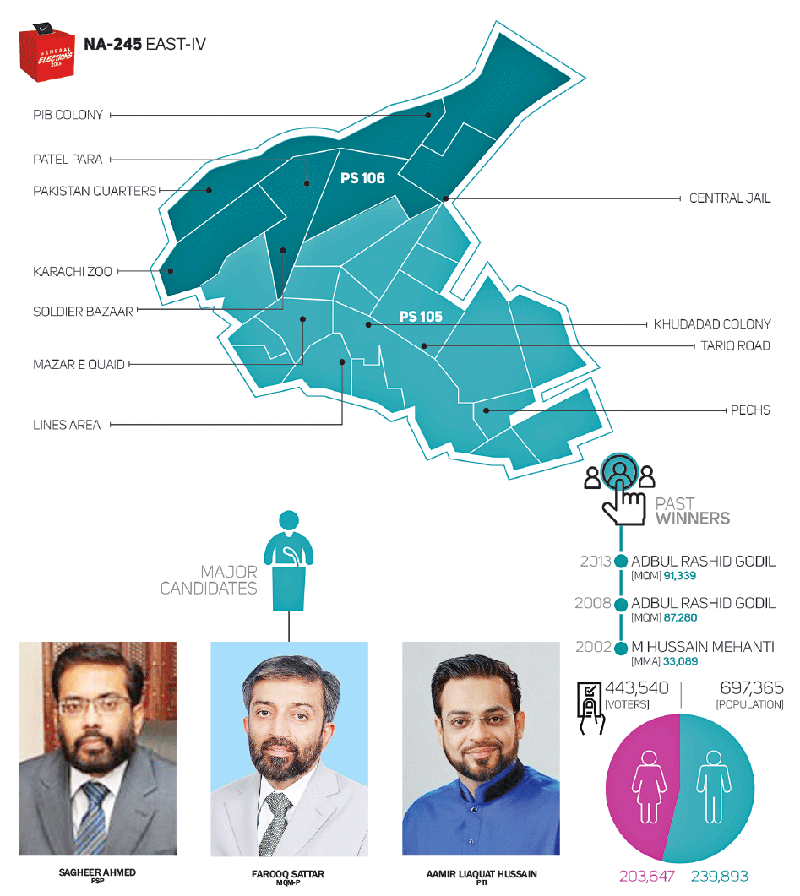 GENERAL
ELECTIONS
NA-245 EAST-IV
PIB COLONY
PATEL PARA
PAKISTAN QUARTERS
PS 106
CENTRAL JAIL
KARACHI ZOO
SOLDIER BAZAAR
PS 105
KHUDADAD COLONY
TARIQ ROAD
MAZAR E QUAID
LINES AREA
PECHS
MAJOR
CANDIDATES
PAST
WINNERS
2013 ADBUL RASHID GODIL
[MQM] 91,339
2008 ADBUL RASHID GODIL
[MQM] 87,280
2002 M HUSSAIN MEHANTI
[MMA] 33,089
443,540
[VOTERS]
697,365
[POPULATION]
203,647
239,893
SAGHEER AHMED
PSP
FAROOQ SATTAR
MQM-P
AAMIR LIAQUAT HUSSAIN
PTI